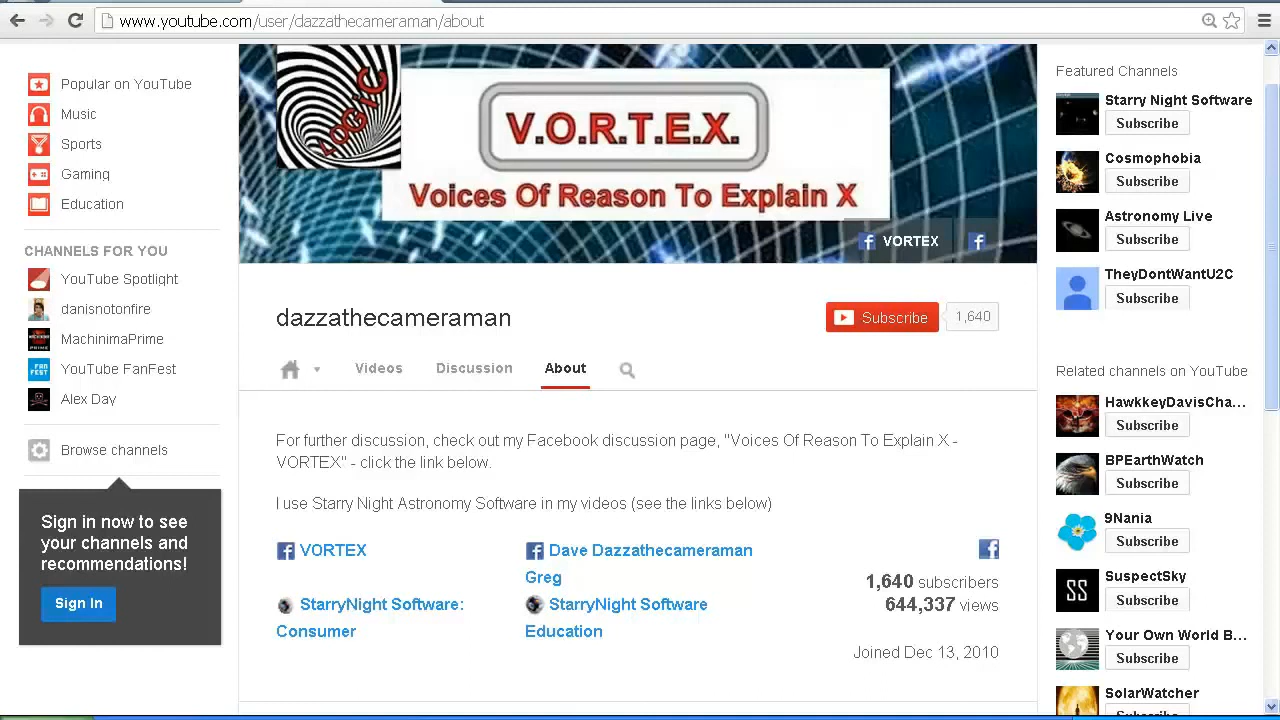 www.youtube.com/user/dazzathecameraman/about
Popular on YouTube
Music
Sports
Gaming
Education
CHANNELS FOR YOU
YouTube Spotlight
danisnotonfire
MachinimaPrime
YouTube FanFest
Alex Day
Browse channels
Sign in now to see
your channels and
recommendations!
Sign In
LOGIC
V.O.R.T.E.X.
Voices Of Reason To Explain X
VORTEX
dazzathecameraman
Subscribe
1,640
Videos
Discussion
About
For further discussion, check out my Facebook discussion page, "Voices Of Reason To Explain X -
VORTEX" - click the link below.
I use Starry Night Astronomy Software in my videos (see the links below)
VORTEX
Dave Dazzathecameraman
Greg
StarryNight Software:
Consumer
StarryNight Software
Education
1,640 subscribers
644,337 views
Joined Dec 13, 2010
Featured Channels
Starry Night Software
Subscribe
Cosmophobia
Subscribe
Astronomy Live
Subscribe
TheyDontWantU2C
Subscribe
Related channels on YouTube
HawkkeyDavisCha...
Subscribe
BPEarthWatch
Subscribe
9Nania
Subscribe
SuspectSky
Subscribe
Your Own World B...
Subscribe
SolarWatcher
Subscribe